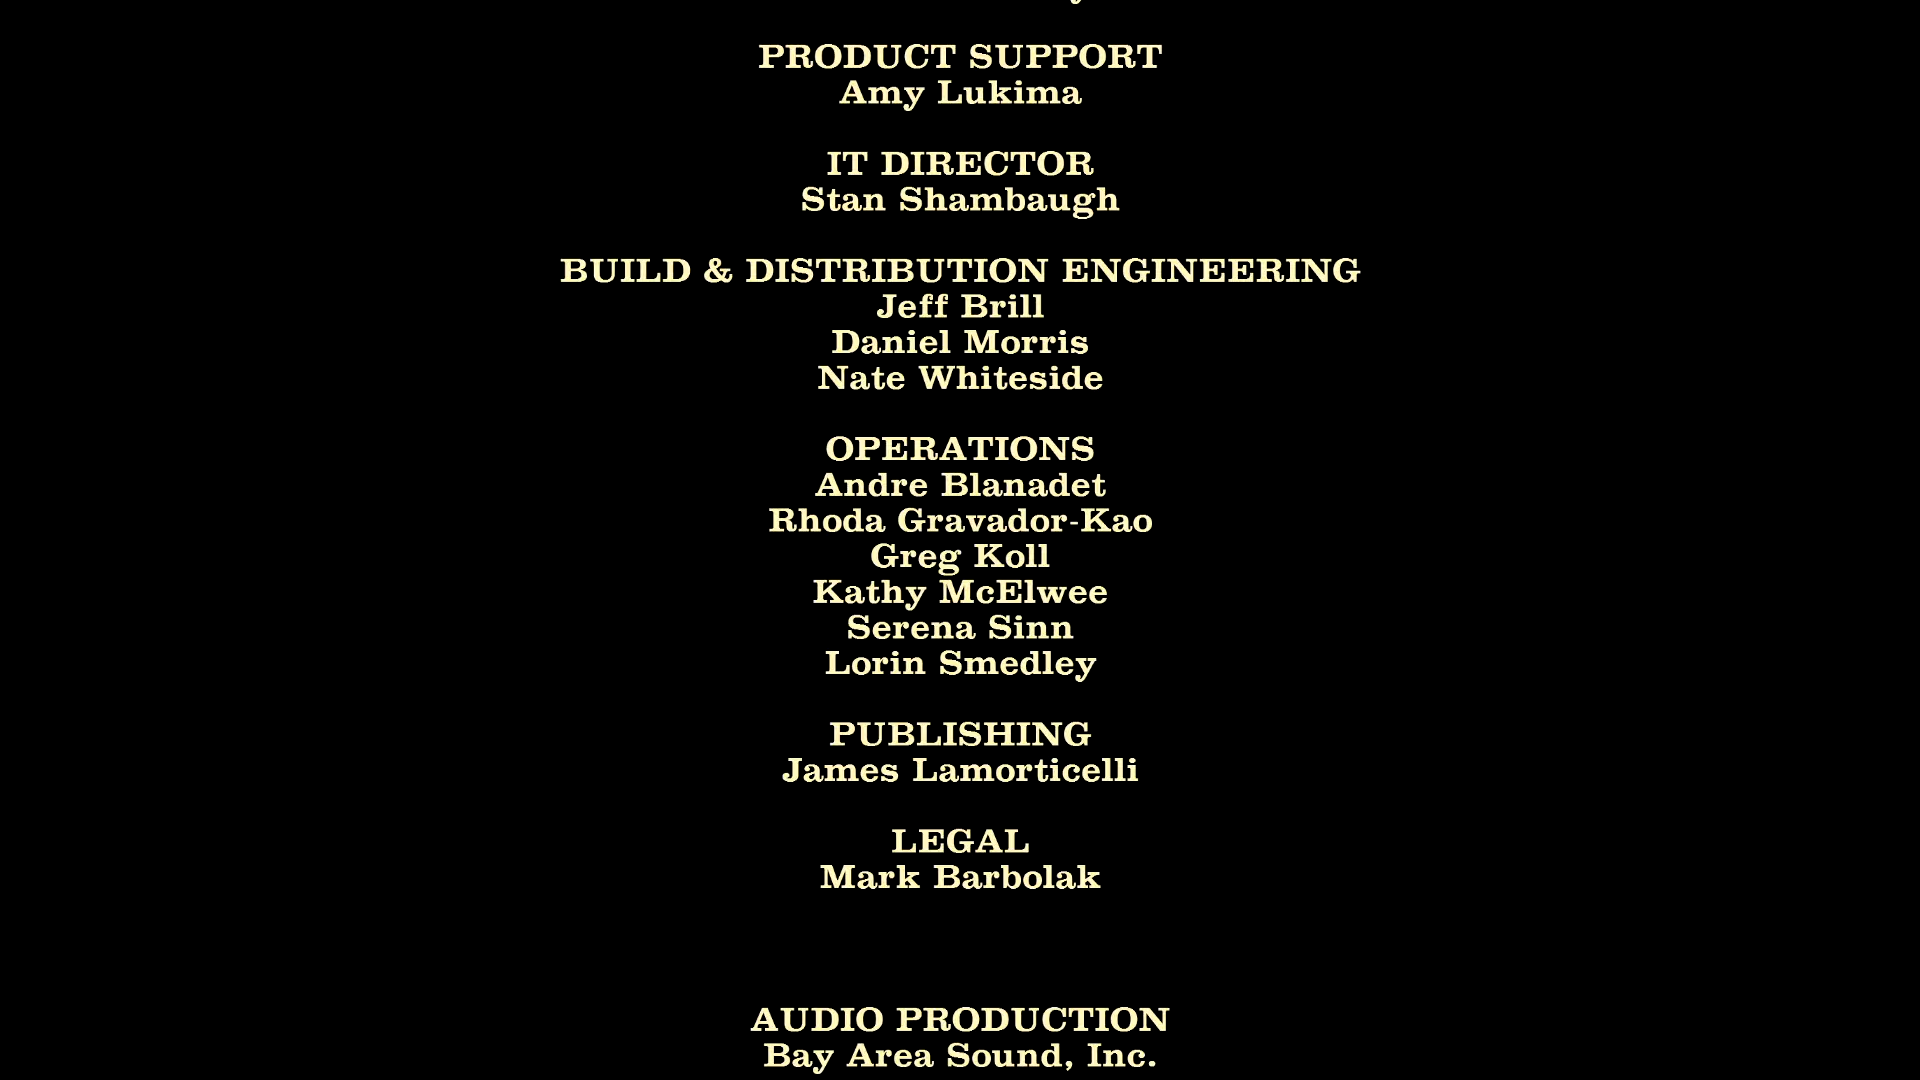 PRODUCT SUPPORT
Amy Lukima
IT DIRECTOR
Stan Shambaugh
BUILD & DISTRIBUTION ENGINEERING
Jeff Brill
Daniel Morris
Nate Whiteside
OPERATIONS
Andre Blanadet
Rhoda Gravador-Kao
Greg Koll
Kathy McElwee
Serena Sinn
Lorin Smedley
PUBLISHING
James Lamorticelli
LEGAL
Mark Barbolak
AUDIO PRODUCTION
Bay Area Sound, Inc.